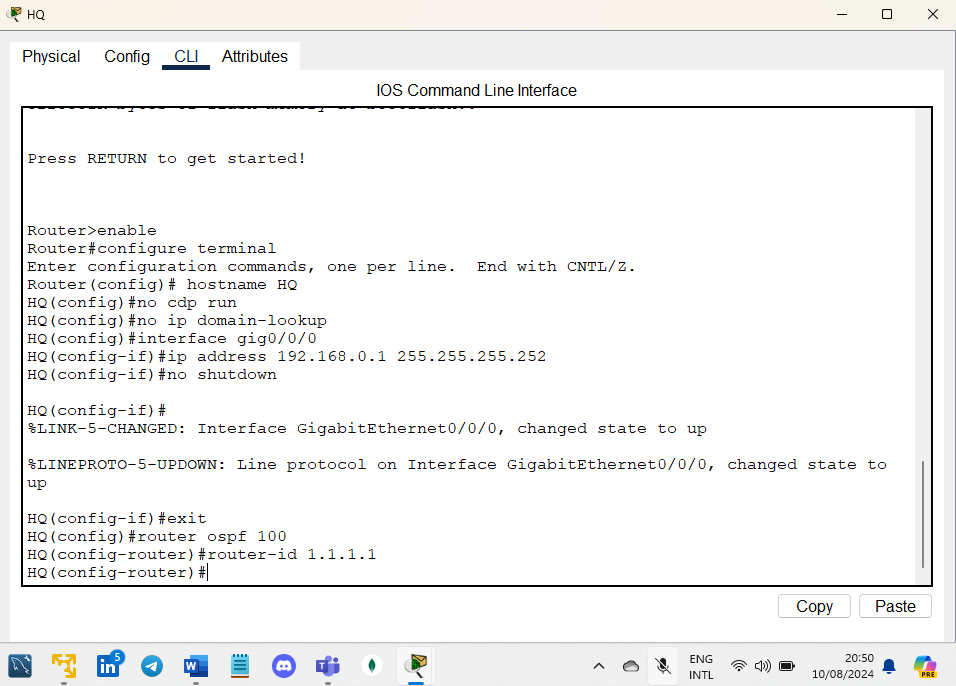 HQ
Physical Config CLI Attributes
IOS Command Line Interface
Press RETURN to get started!
Router>enable
Router#configure terminal
Enter configuration commands, one per line.  End with CNTL/Z.
Router(config)# hostname HQ
HQ(config)#no cdp run
HQ(config)#no ip domain-lookup
HQ(config)#interface gig0/0/0
HQ(config-if)#ip address 192.168.0.1 255.255.255.252
HQ(config-if)#no shutdown
HQ(config-if)#
%LINK-5-CHANGED: Interface GigabitEthernet0/0/0, changed state to up
%LINEPROTO-5-UPDOWN: Line protocol on Interface GigabitEthernet0/0/0, changed state to
up
HQ(config-if)#exit
HQ(config)#router ospf 100
HQ(config-router)#router-id 1.1.1.1
HQ(config-router)#
Copy Paste
5
ENG
INTL
20:50
10/08/2024
PRE